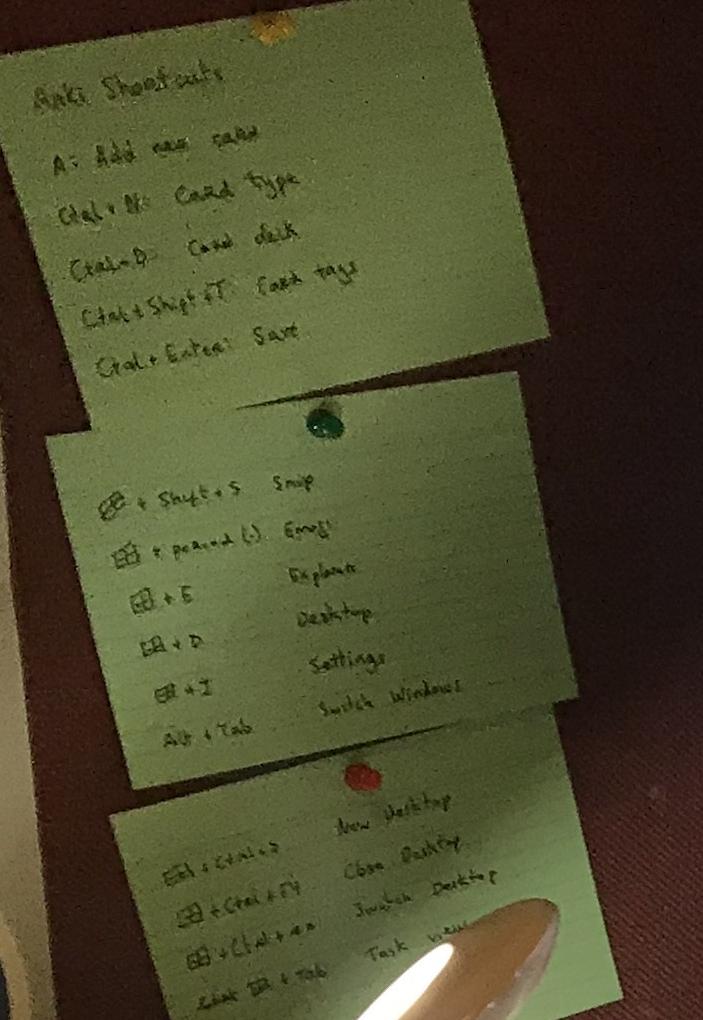 Anki Shortcuts
A: Add new card
Ctrl + N: Card type
Ctrl + D: Card deck
Ctrl + Shift + T: Card tags
Ctrl + Enter: Save
+ Shift + S Snip
+ period (.) Emoji
+ E Explorer
+ D Desktop
+ I Settings
Alt + Tab Switch Windows
+ Ctrl + D New Desktop
+ Ctrl + F4 Close Desktop
+ Ctrl + Switch Desktop
+ Tab Task view